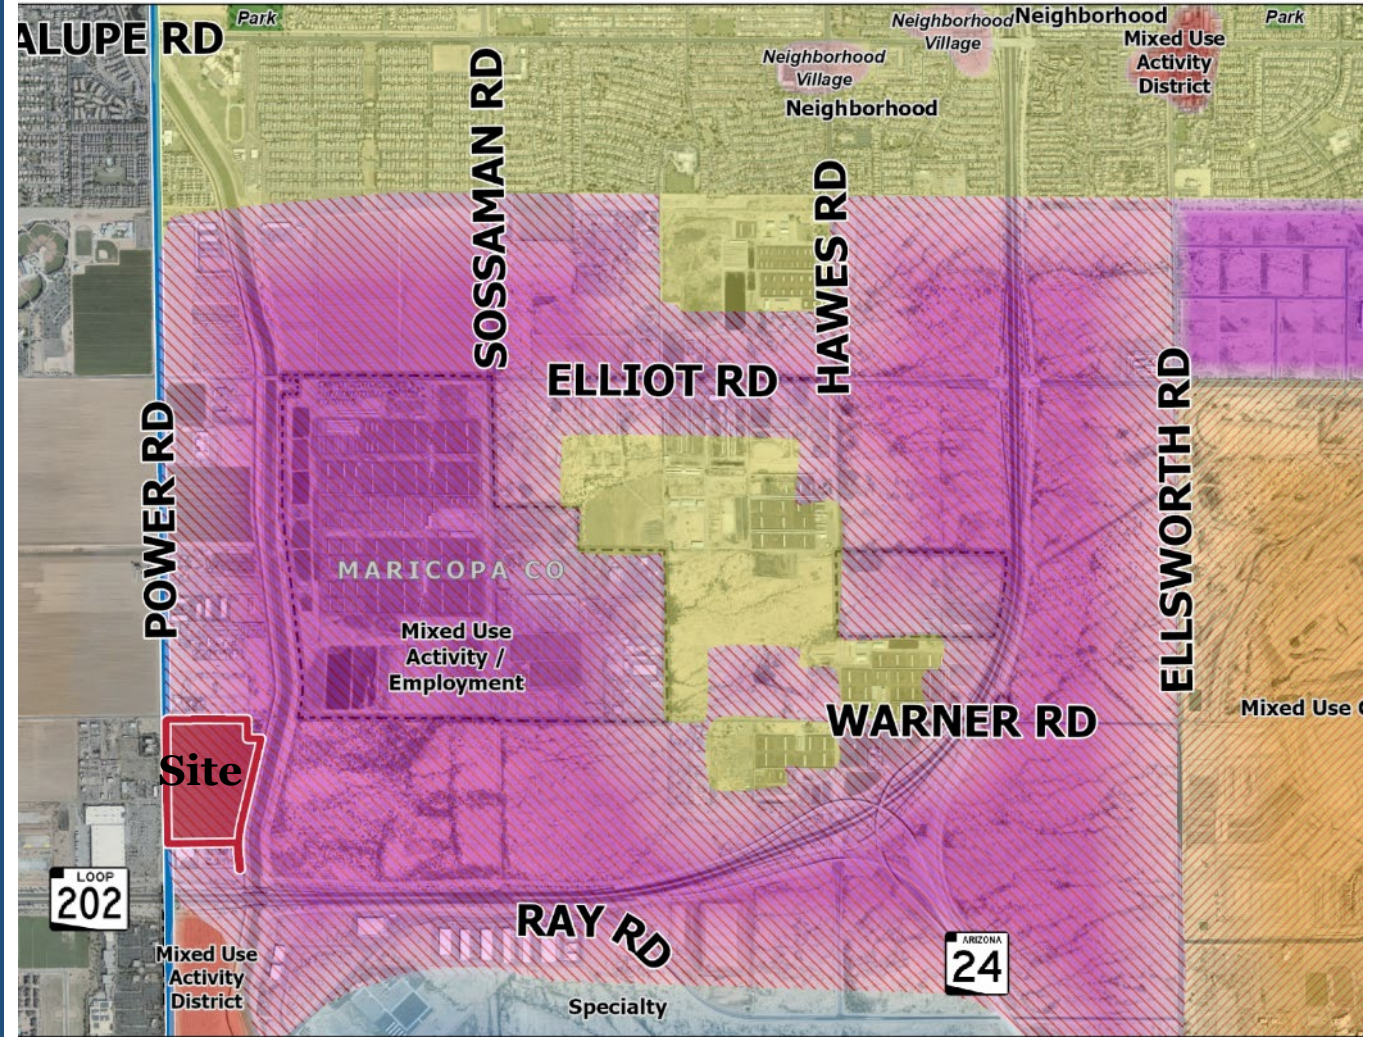 ALUPE RD
Park
Neighborhood
Village
Neighborhood
Park
Mixed Use
Activity
District
Neighborhood
Village
Neighborhood
SOSSAMAN RD
HAWES RD
ELLIOT RD
POWER RD
ELLSWORTH RD
MARICOPA CO
Mixed Use
Activity /
Employment
WARNER RD
Mixed Use
Site
LOOP
202
RAY RD
ARIZONA
24
Mixed Use
Activity
District
Specialty